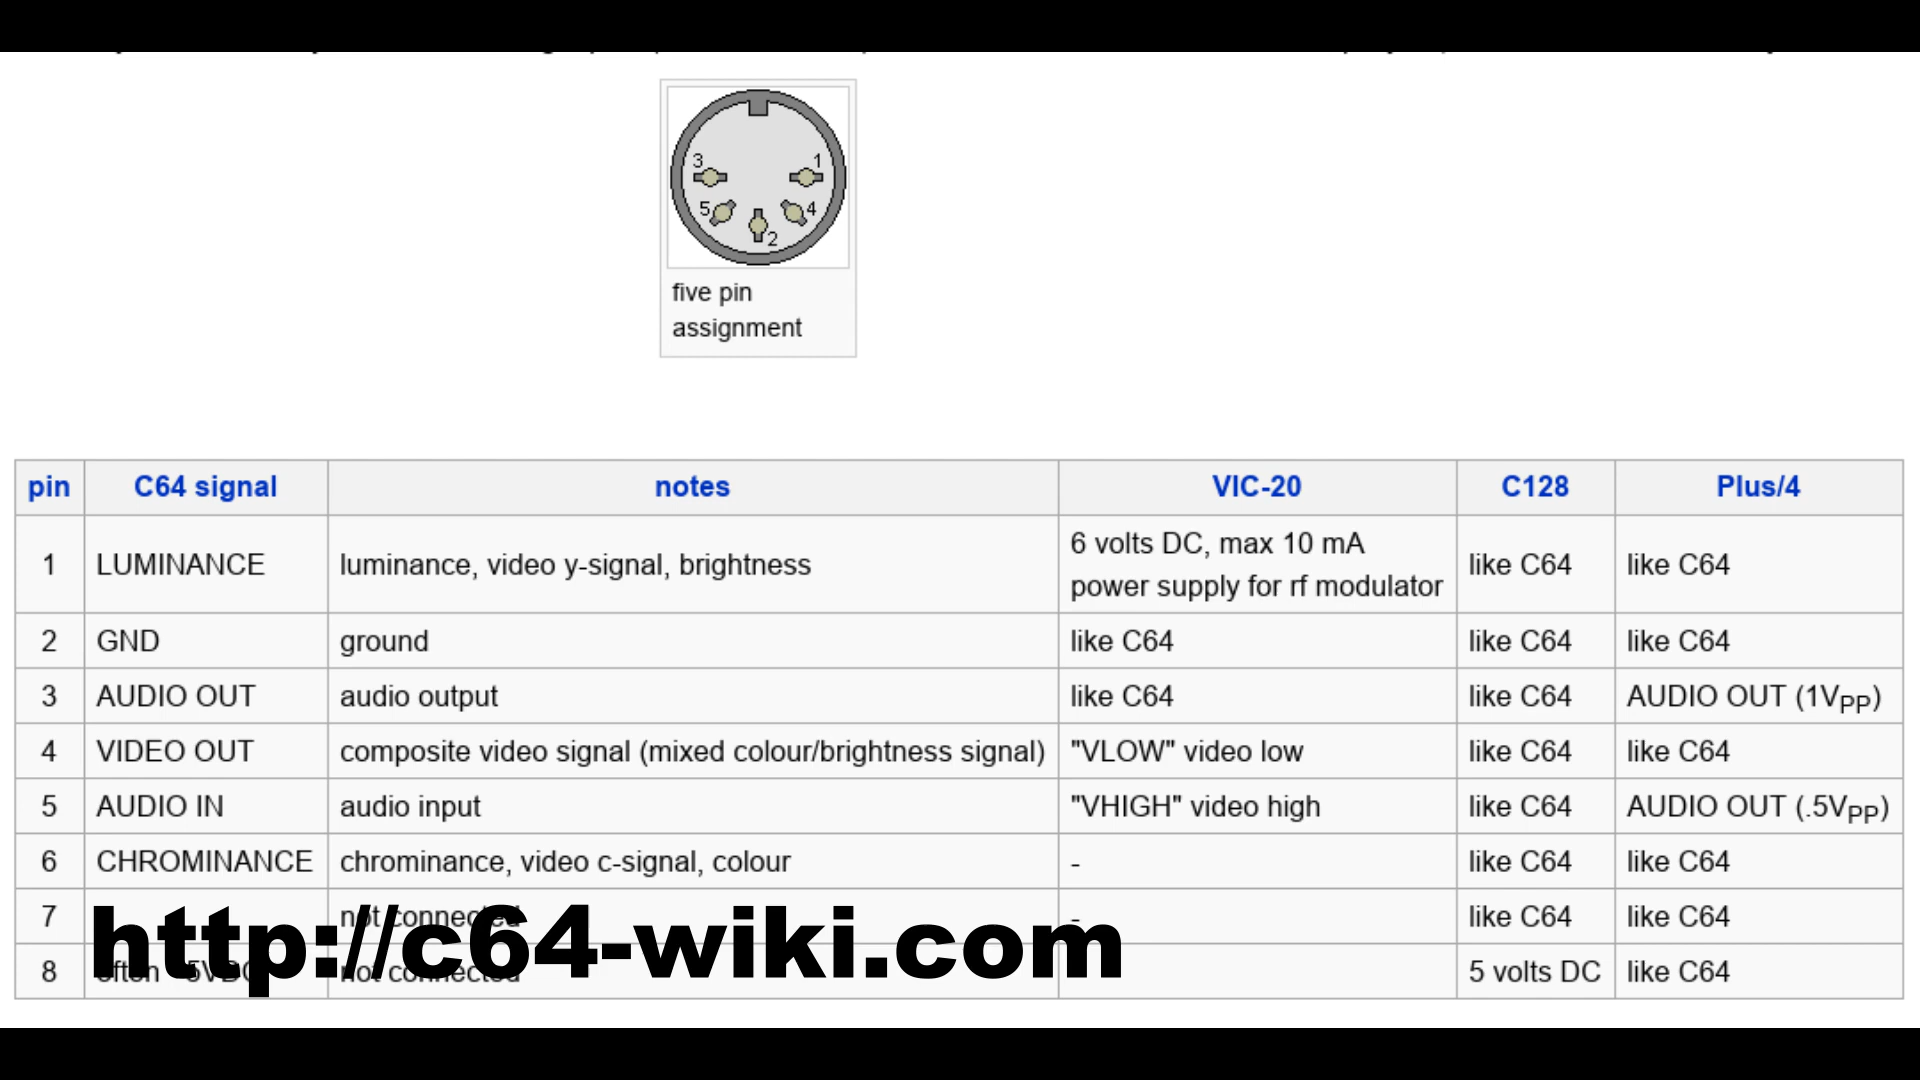 3 1
5 4
2
five pin
assignment
pin C64 signal notes VIC-20 C128 Plus/4
1 LUMINANCE luminance, video y-signal, brightness 6 volts DC, max 10 mA power supply for rf modulator like C64 like C64
2 GND ground like C64 like C64 like C64
3 AUDIO OUT audio output like C64 like C64 AUDIO OUT (1VPP)
4 VIDEO OUT composite video signal (mixed colour/brightness signal) "VLOW" video low like C64 like C64
5 AUDIO IN audio input "VHIGH" video high like C64 AUDIO OUT (.5VPP)
6 CHROMINANCE chrominance, video c-signal, colour - like C64 like C64
7 not connected - like C64 like C64
8 often 5VDC not connected 5 volts DC like C64
http://c64-wiki.com